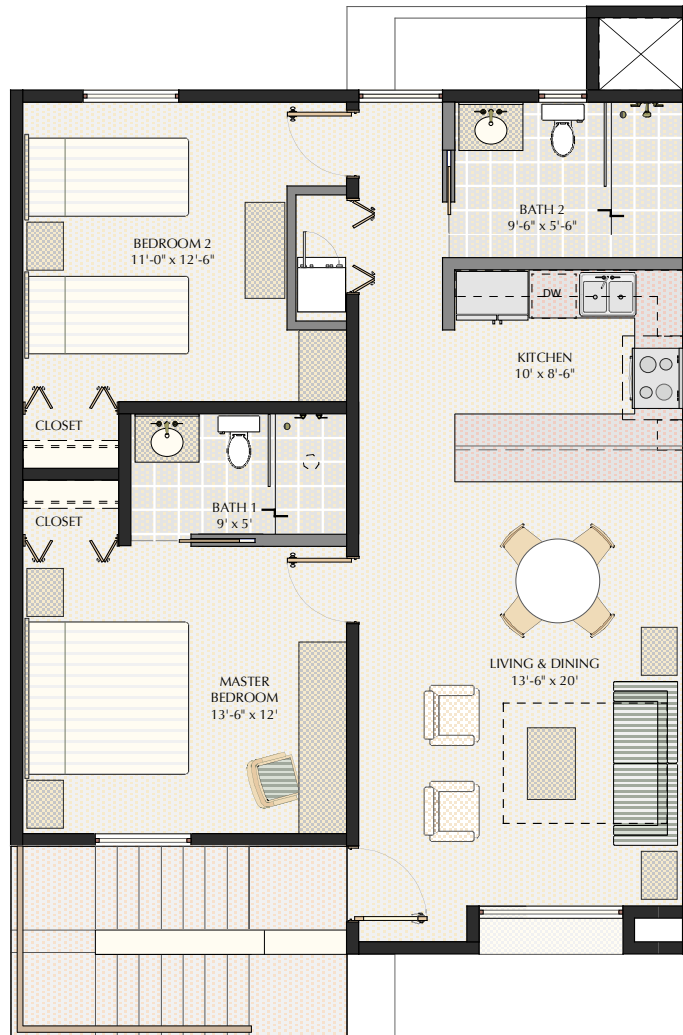 BATH 2
9'-6" x 5'-6"
BEDROOM 2
11'-0" x 12'-6"
DW
KITCHEN
10' x 8'-6"
CLOSET
BATH 1
9' x 5'
CLOSET
LIVING & DINING
13'-6" x 20'
MASTER
BEDROOM
13'-6" x 12'